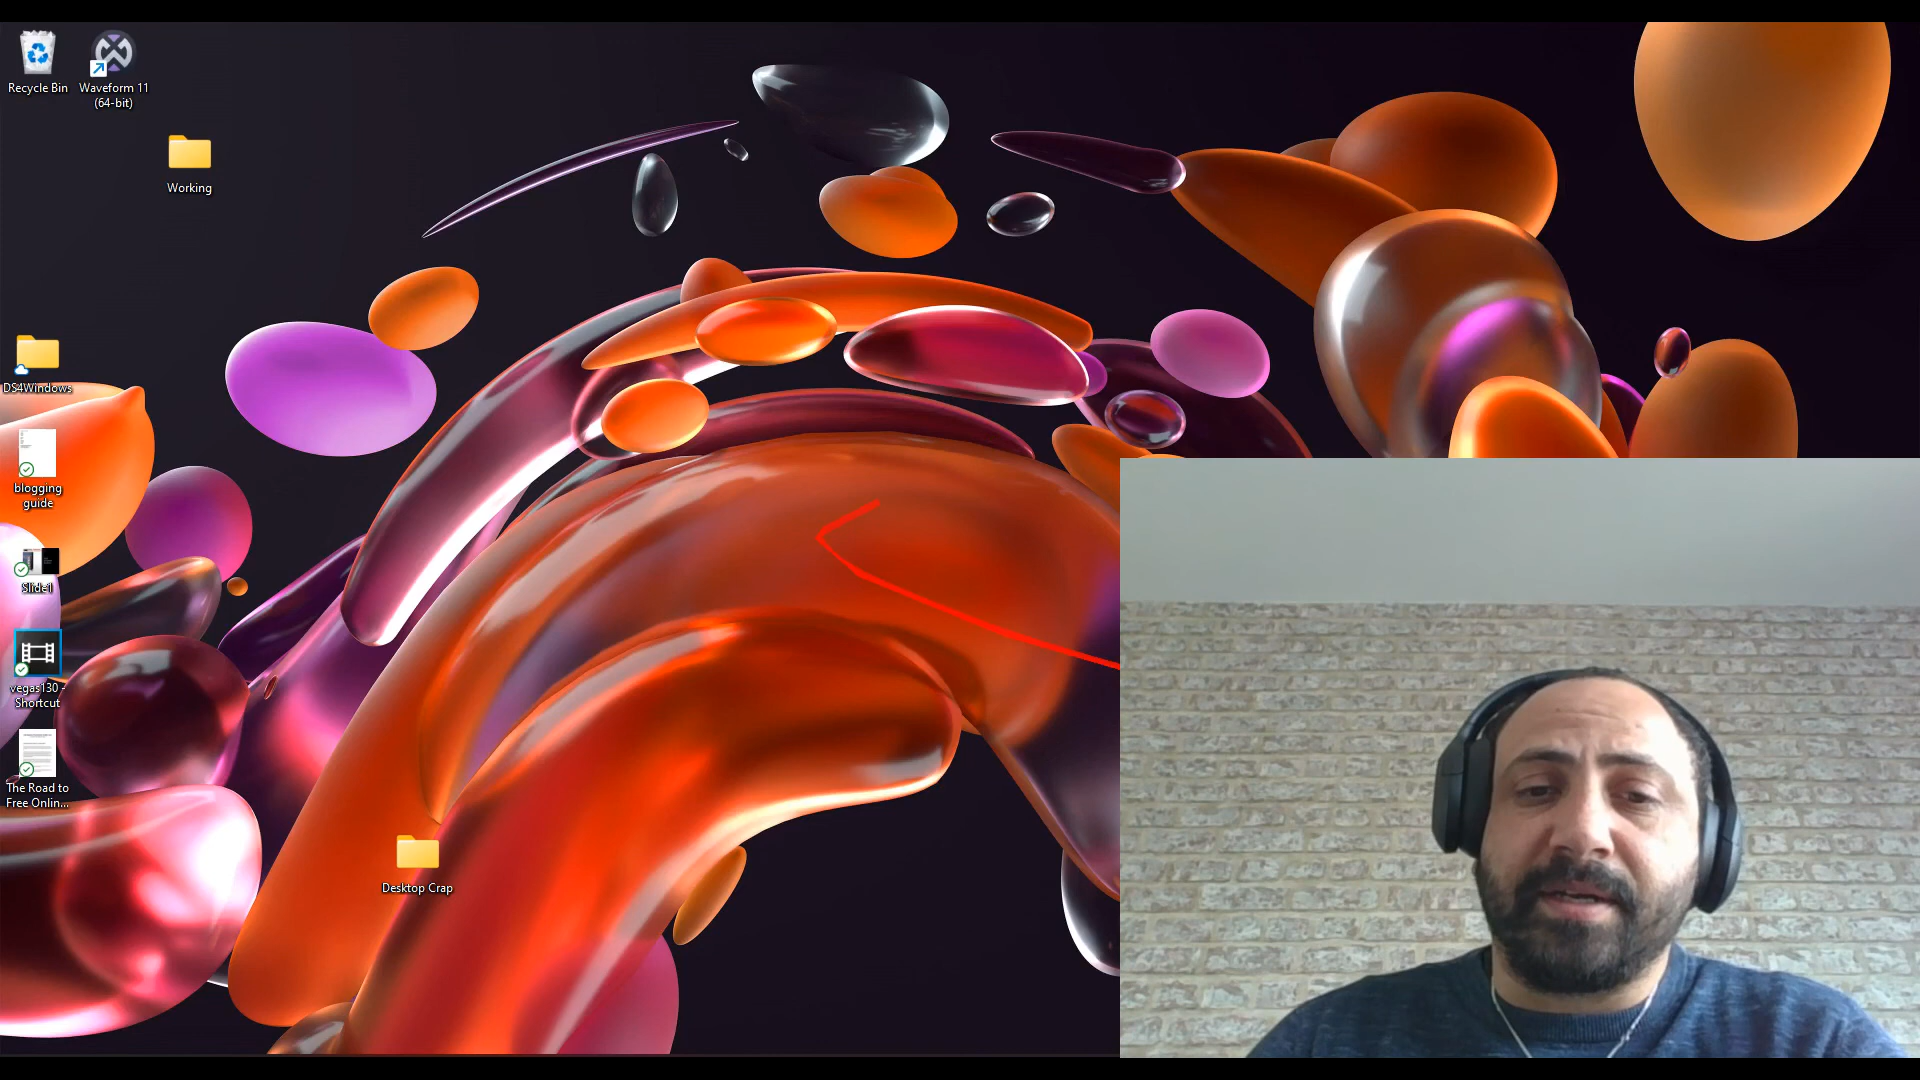 Recycle Bin
Waveform 11
(64-bit)
Working
DS4Windows
blogging
guide
Slide1
vegas130 -
Shortcut
The Road to
Free Onlin...
Desktop Crap